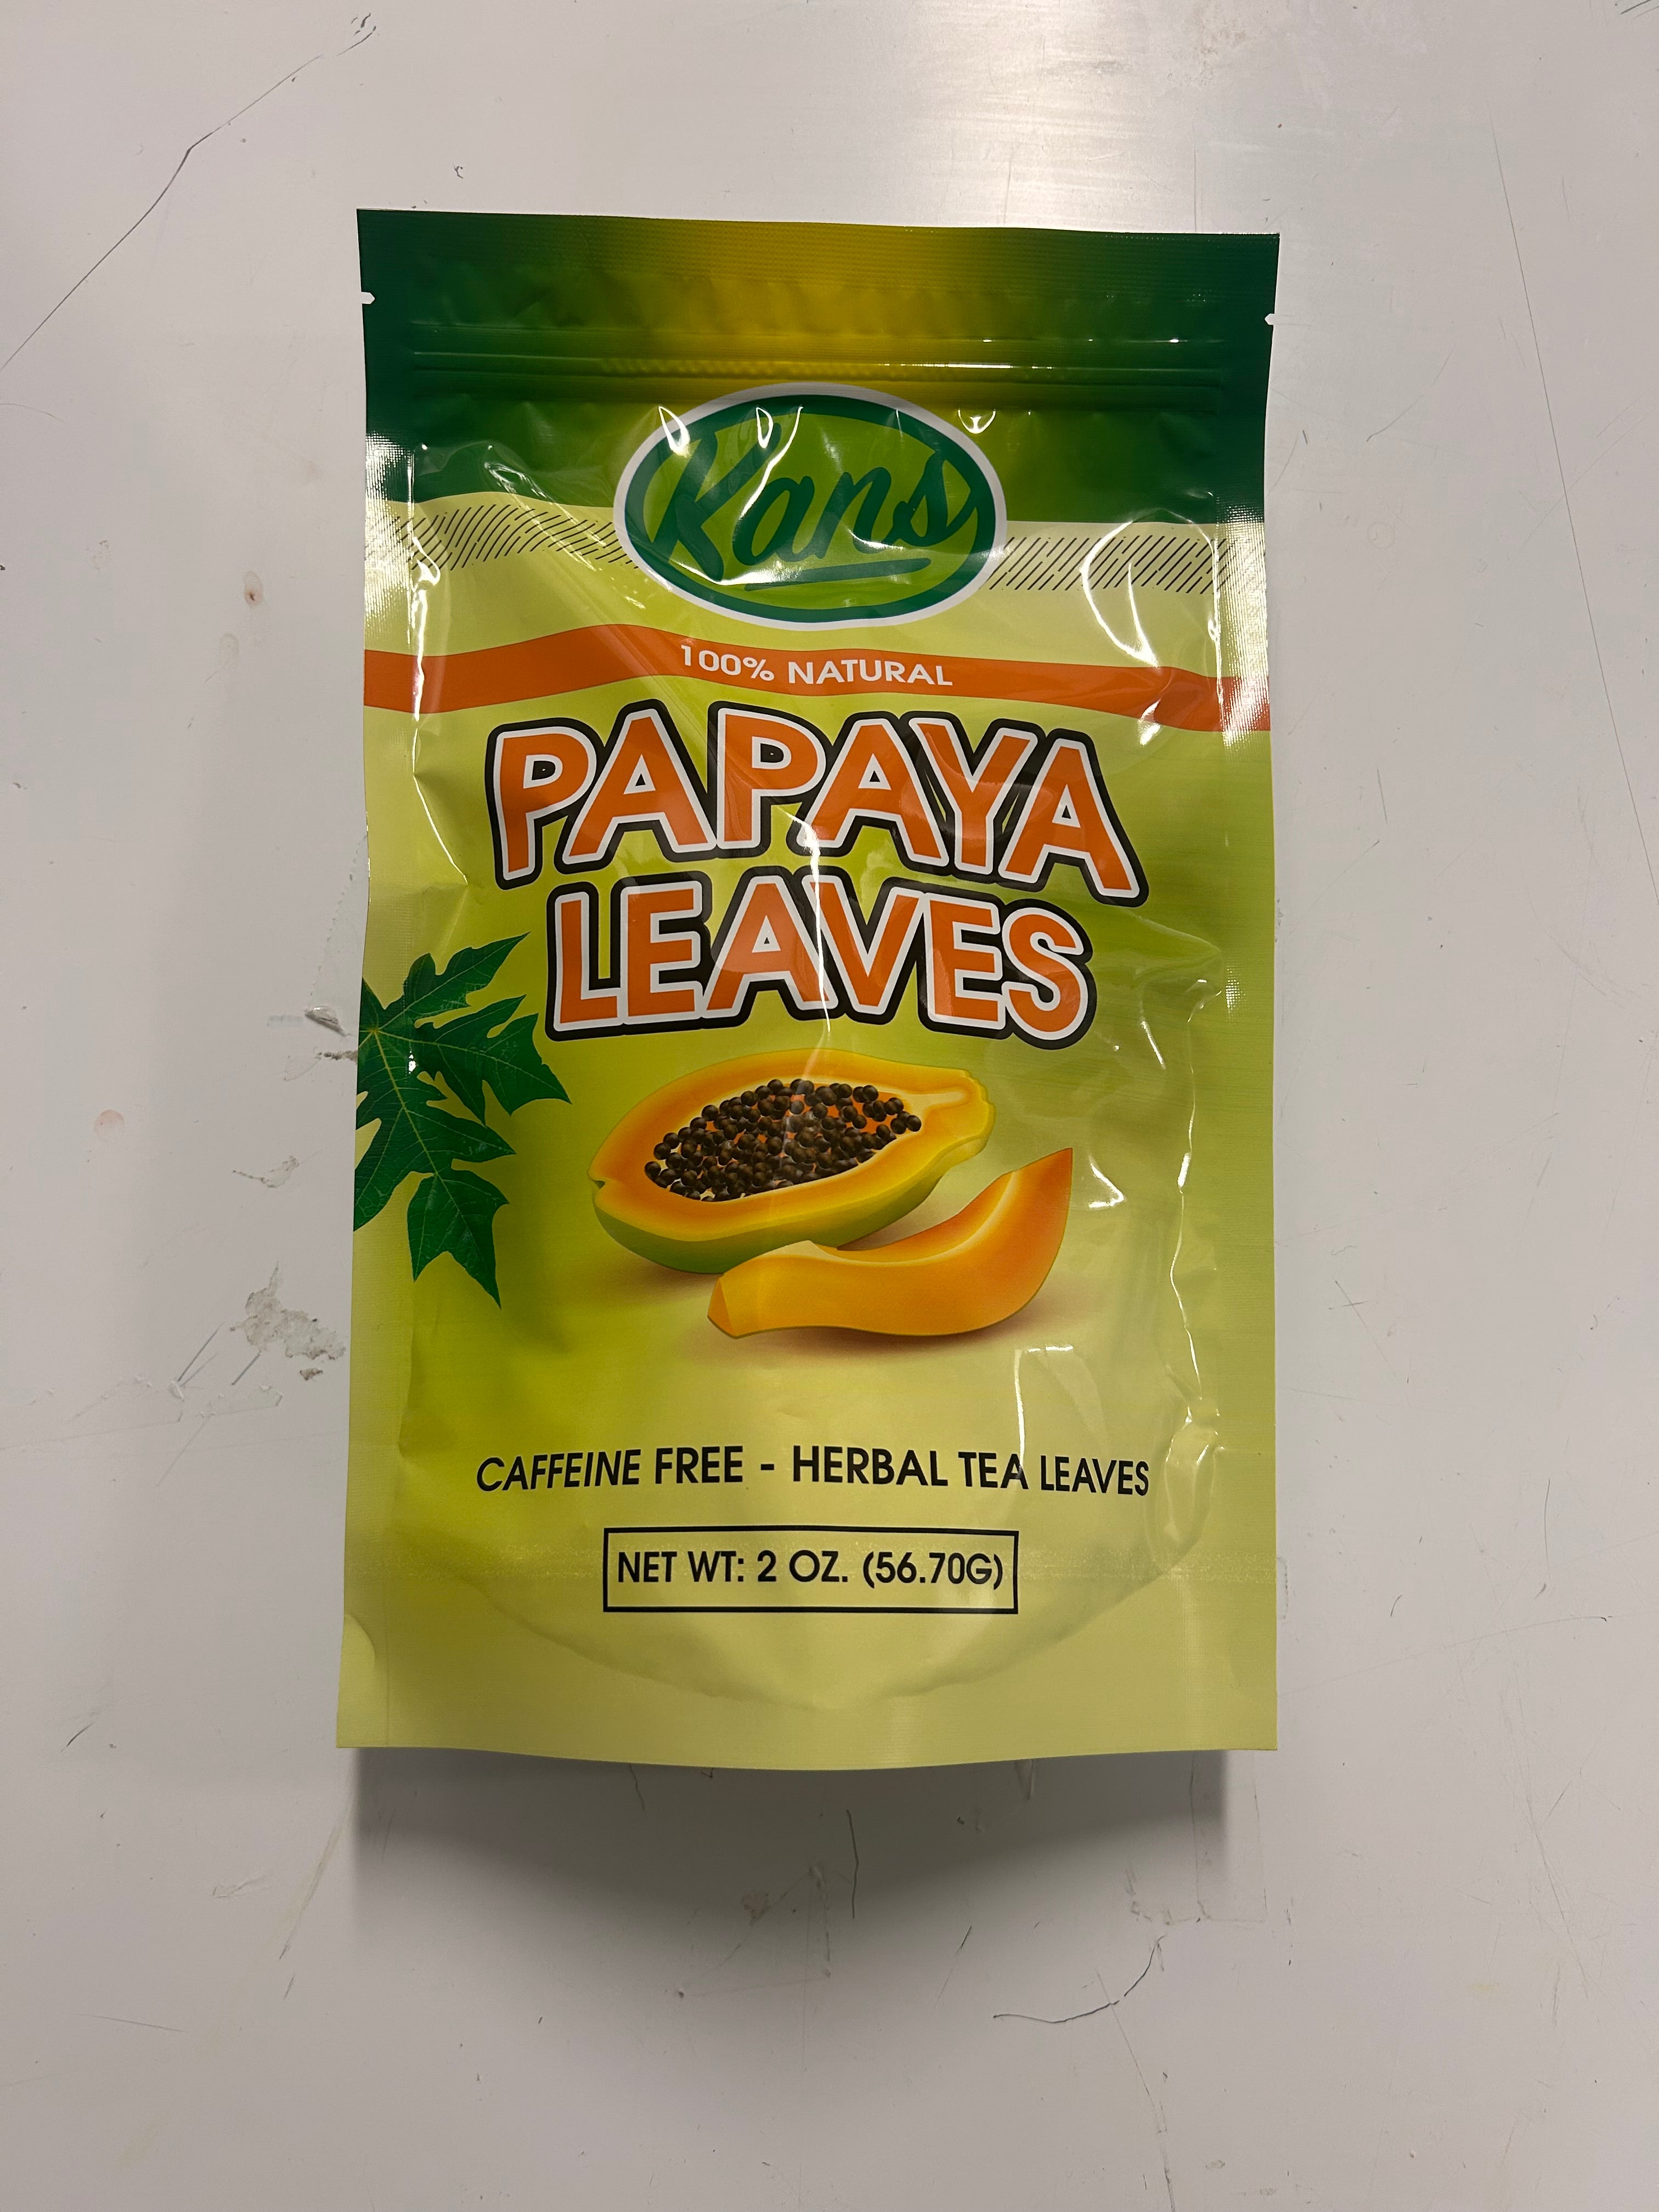 Kans
100% NATURAL
PAPAYA
LEAVES
CAFFEINE FREE - HERBAL TEA LEAVES
NET WT: 2 OZ. (56.70G)